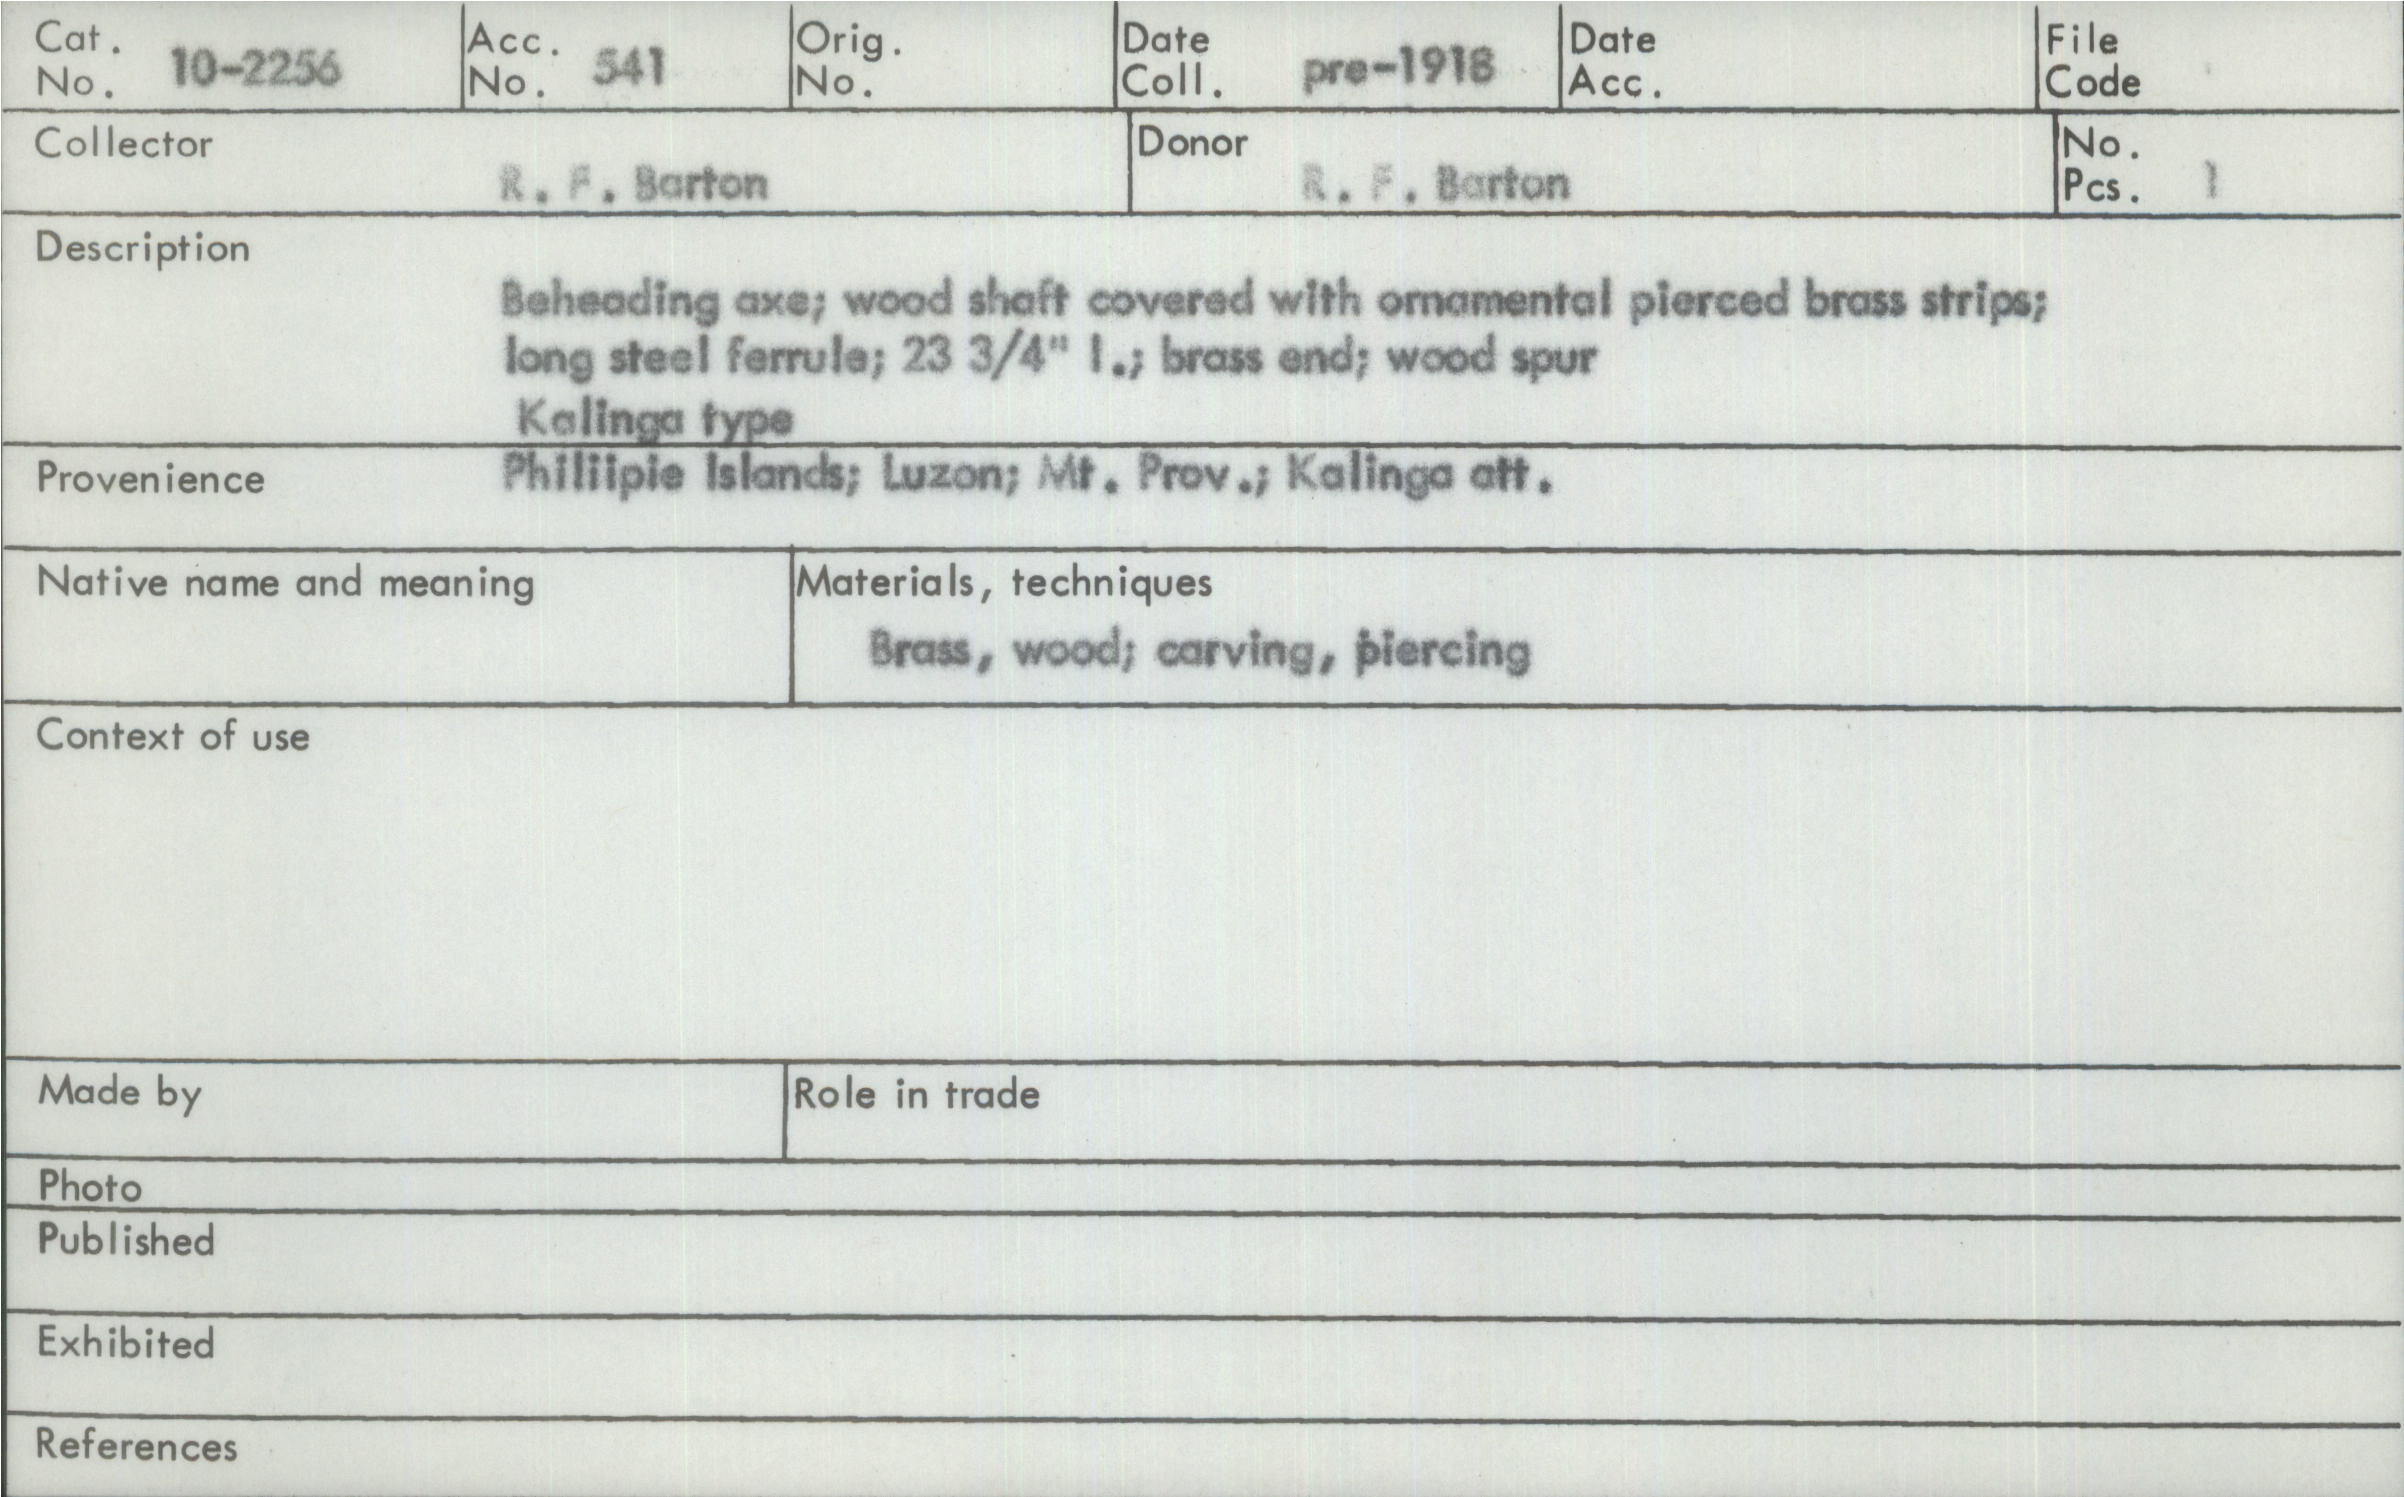 Cat. No. 10-2256 Acc. No. 541 Orig. No. Date Coll. pre-1918 Date Acc. File Code
Collector R. F. Barton Donor R. F. Barton No. Pcs. 1
Description
Beheading axe; wood shaft covered with ornamental pierced brass strips;
long steel ferrule; 23 3/4" l.; brass end; wood spur
Kalinga type
Provenience Philiipie Islands; Luzon; Mt. Prov.; Kalinga att.
Native name and meaning Materials, techniques
Brass, wood; carving, piercing
Context of use
Made by Role in trade
Photo
Published
Exhibited
References